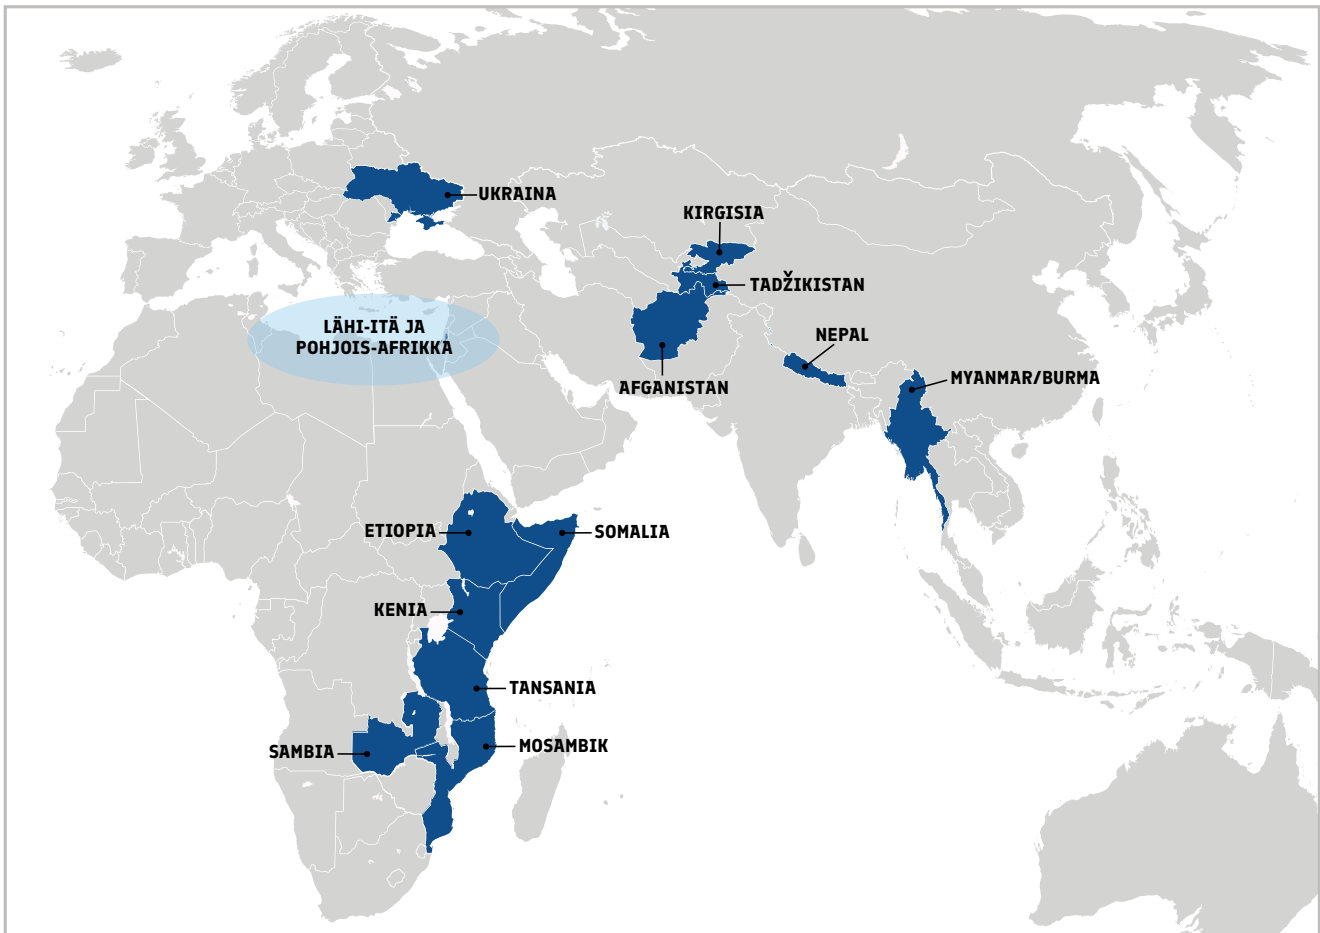 UKRAINA
KIRGISIA
TADŽIKISTAN
LÄHI-ITÄ JA
POHJOIS-AFRIKKA
NEPAL
AFGANISTAN
MYANMAR/BURMA
ETIOPIA
SOMALIA
KENIA
TANSANIA
SAMBIA
MOSAMBIK